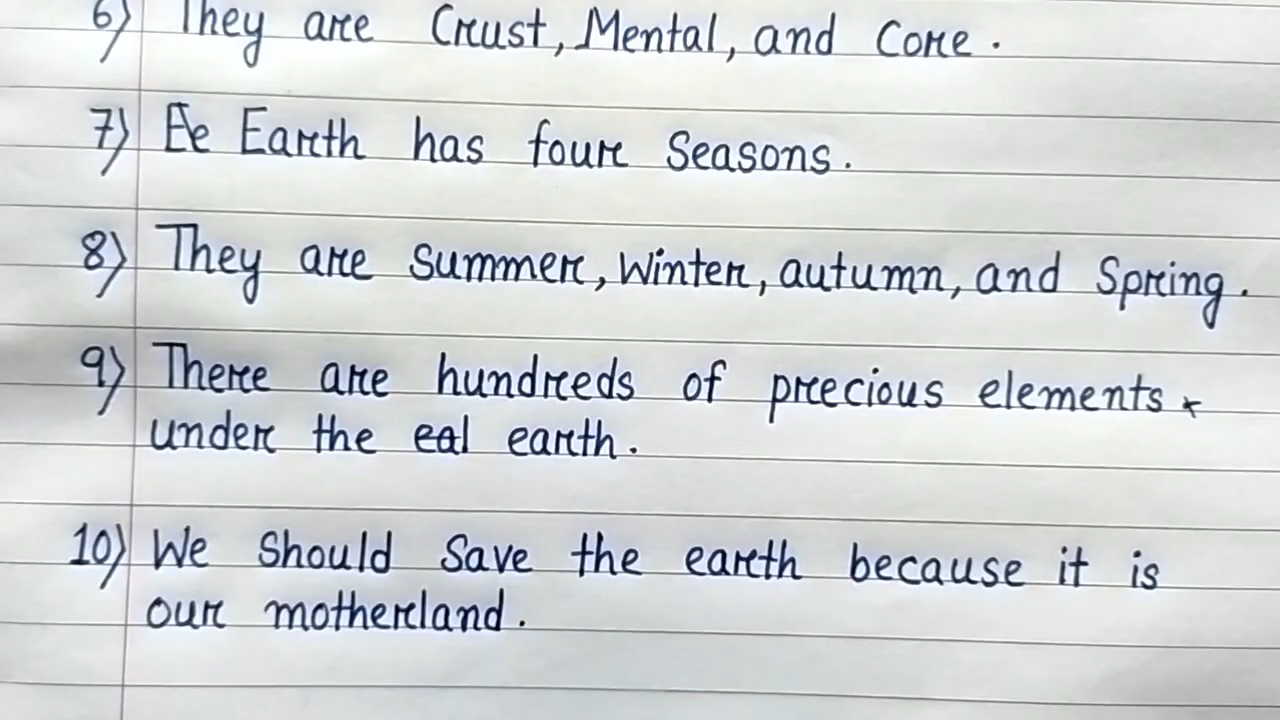 6) They are Crust, Mental, and Core.
7) Ee Earth has four Seasons.
8) They are summer, winter, autumn, and Spring.
9) There are hundreds of precious elements
under the eal earth.
10) We should save the earth because it is
our motherland.